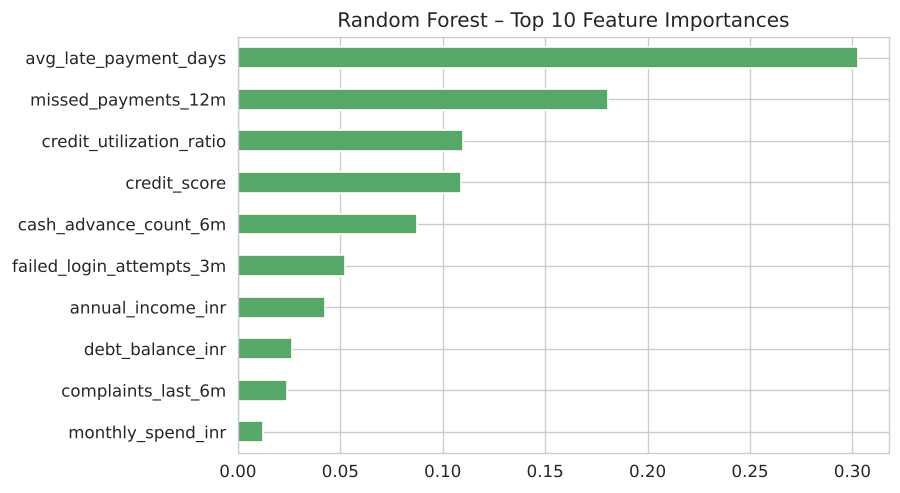 Random Forest – Top 10 Feature Importances
avg_late_payment_days
missed_payments_12m
credit_utilization_ratio
credit_score
cash_advance_count_6m
failed_login_attempts_3m
annual_income_inr
debt_balance_inr
complaints_last_6m
monthly_spend_inr
0.00 0.05 0.10 0.15 0.20 0.25 0.30